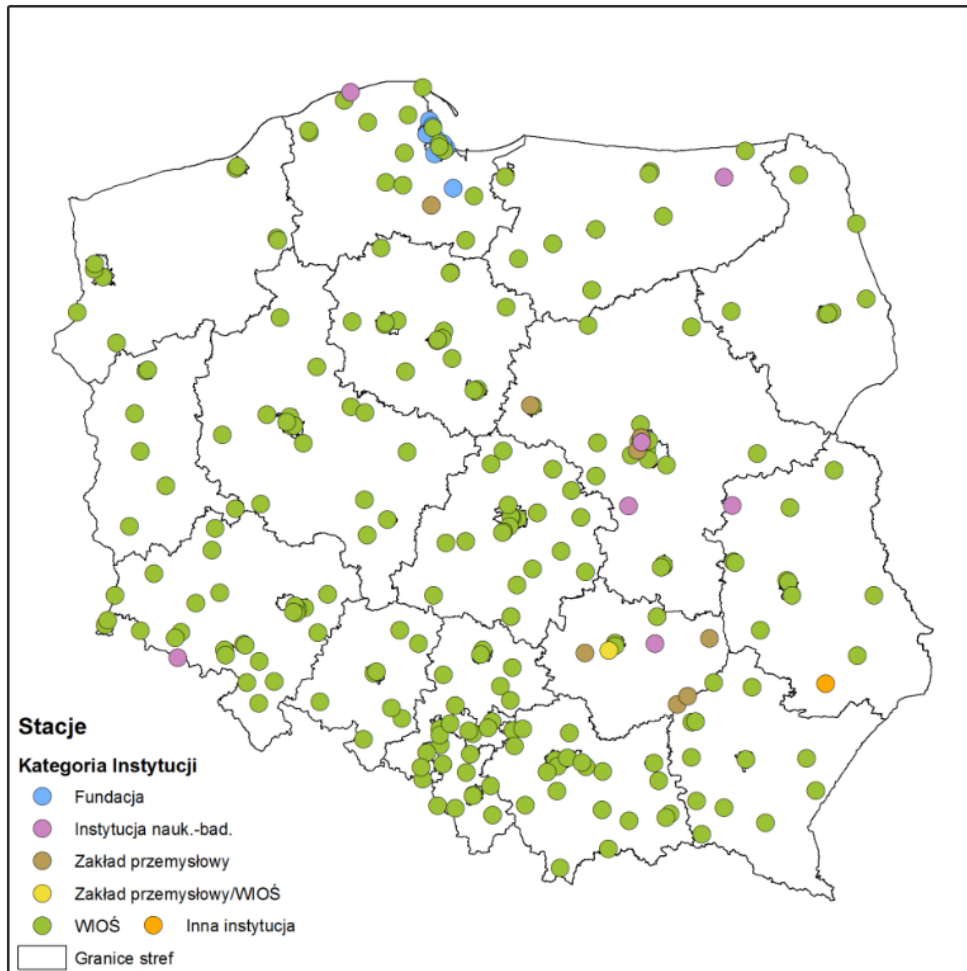 Stacje
Kategoria Instytucji
Fundacja
Instytucja nauk.-bad.
Zakład przemysłowy
Zakład przemysłowy/WIOŚ
WIOŚ Inna instytucja
Granice stref